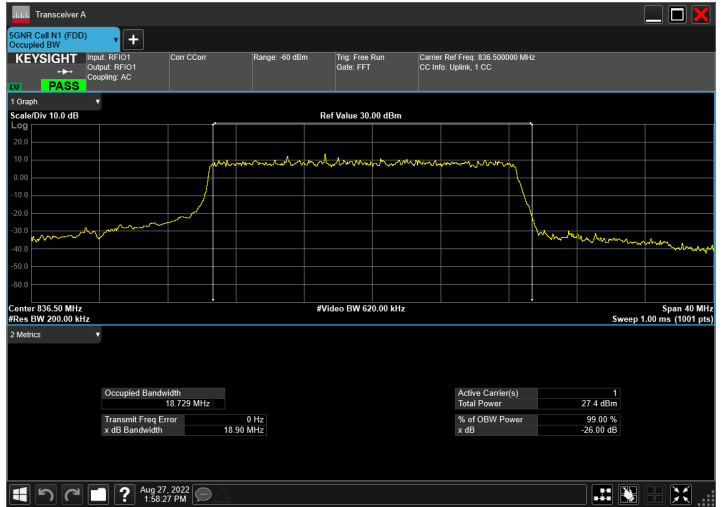 Transceiver A
5GNR Cell N1 (FDD)
Occupied BW
+
KEYSIGHT
Input: RFIO1
Output: RFIO1
Coupling: AC
Corr CCorr
Range: -60 dBm
Trig: Free Run
Gate: FFT
Carrier Ref Freq: 836.500000 MHz
CC Info: Uplink, 1 CC
LXI
PASS
1 Graph
Scale/Div 10.0 dB
Ref Value 30.00 dBm
Log
20.0
10.0
0.00
-10.0
-20.0
-30.0
-40.0
-50.0
-60.0
Center 836.50 MHz
#Video BW 620.00 kHz
Span 40 MHz
#Res BW 200.00 kHz
Sweep 1.00 ms (1001 pts)
2 Metrics
Occupied Bandwidth
18.729 MHz
Transmit Freq Error 0 Hz
x dB Bandwidth 18.90 MHz
Active Carrier(s) 1
Total Power 27.4 dBm
% of OBW Power 99.00 %
x dB -26.00 dB
?
Aug 27, 2022
1:58:27 PM